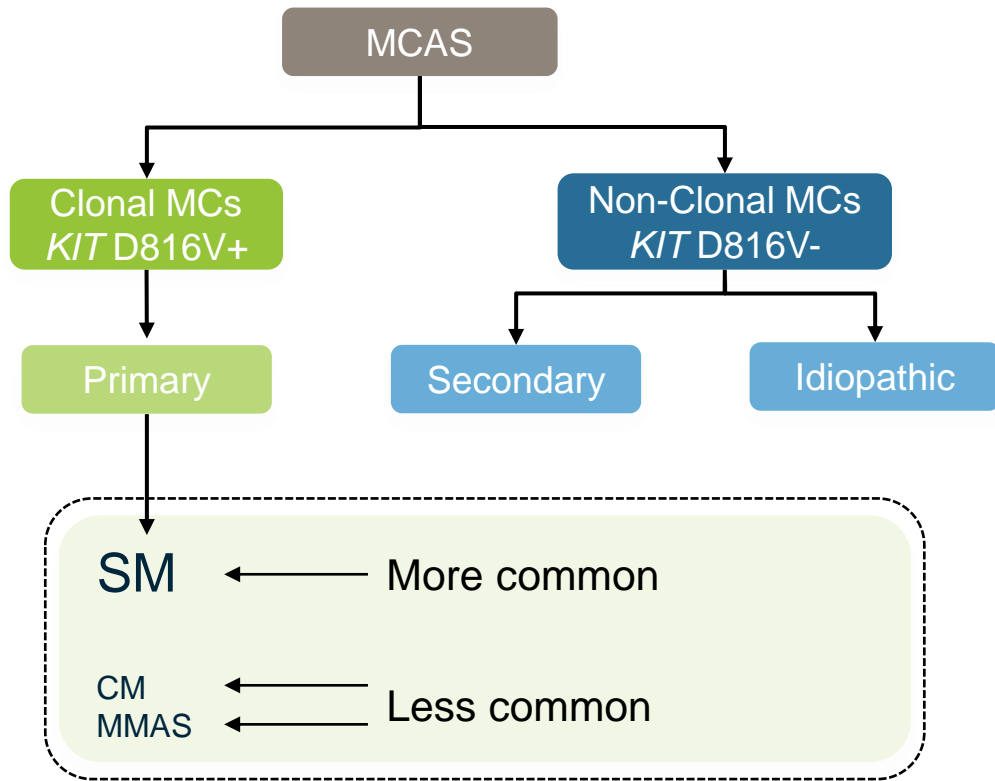 MCAS
Clonal MCs
KIT D816V+
Non-Clonal MCs
KIT D816V-
Primary
Secondary
Idiopathic
SM
More common
CM
MMAS
Less common